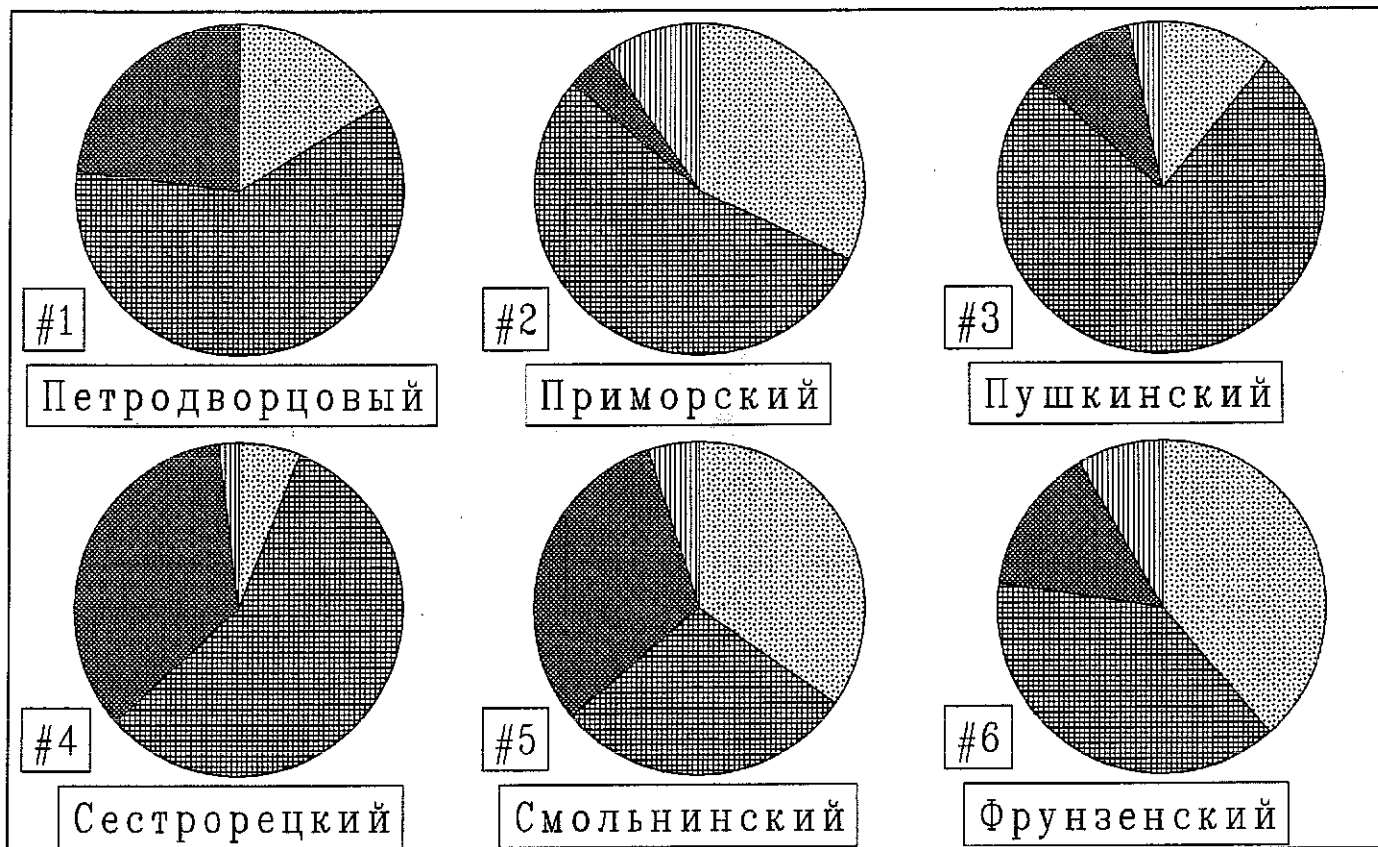 #1
#2
#3
Петродворцовый
Приморский
Пушкинский
#4
#5
#6
Сестрорецкий
Смольнинский
Фрунзенский